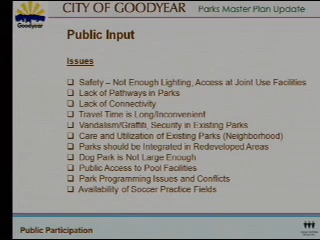 CITY OF GOODYEAR Parks Master Plan Update
Goodyear
Public Input
Issues
❑ Safety – Not Enough Lighting, Access at Joint Use Facilities
❑ Lack of Pathways in Parks
❑ Lack of Connectivity
❑ Travel Time is Long/Inconvenient
❑ Vandalism/Graffiti, Security in Existing Parks
❑ Care and Utilization of Existing Parks (Neighborhood)
❑ Parks should be Integrated in Redeveloped Areas
❑ Dog Park is Not Large Enough
❑ Public Access to Pool Facilities
❑ Park Programming Issues and Conflicts
❑ Availability of Soccer Practice Fields
Public Participation